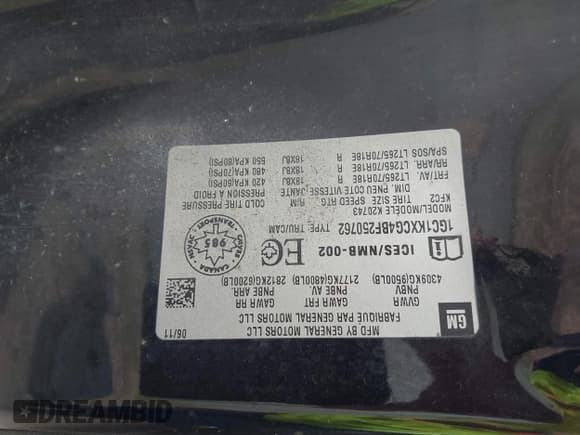 GM
MFD BY GENERAL MOTORS LLC 06/11
FABRIQUE PAR GENERAL MOTORS LLC
GVWR GAWR FRT GAWR RR
PNBV PNBE AV. PNBE ARR.
4309KG(9500LB) 2177KG(4800LB) 2812KG(6200LB)
ICES/NMB-002
1GC1KXCG4BF250762 TYPE TRU/CAM
MODEL/MODELE K20743
KFC2 TIRE SIZE SPEED RTG RIM COLD TIRE PRESSURE
DIM. PNEU COTE VITESSE JANTE PRESSION A FROID
FRT/AV. LT265/70R18E R 18X8J 420 KPA(60PSI)
RR/ARR. LT265/70R18E R 18X8J 480 KPA(70PSI)
SPA/SOS LT265/70R18E R 18X8J 550 KPA(80PSI)
TRANSPORT
985
CANADA
DREAMBID